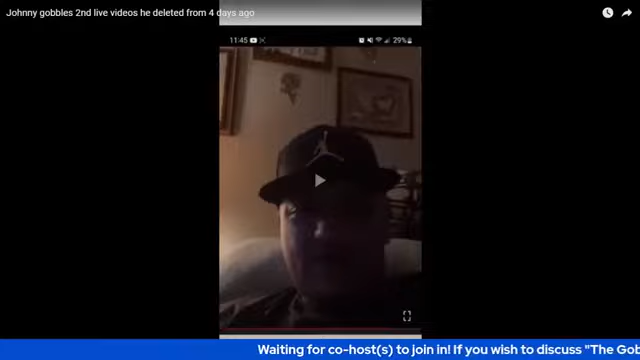 Johnny gobbles 2nd live videos he deleted from 4 days ago
11:45
29%
Waiting for co-host(s) to join in! If you wish to discuss "The Gob